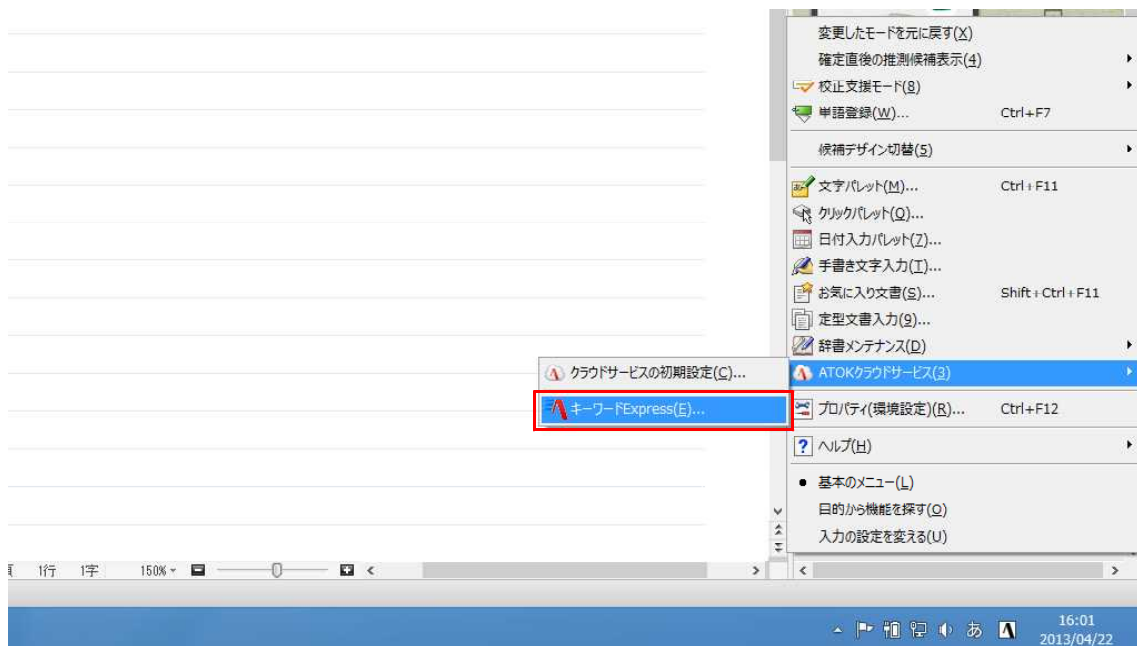 変更したモードを元に戻す(X)
確定直後の推測候補表示(4)
校正支援モード(8)
単語登録(W)... Ctrl+F7
候補デザイン切替(5)
文字パレット(M)... Ctrl+F11
クリックパレット(Q)...
日付入力パレット(7)...
手書き文字入力(T)...
お気に入り文書(S)... Shift+Ctrl+F11
定型文書入力(9)...
辞書メンテナンス(D)
クラウドサービスの初期設定(C)... ATOKクラウドサービス(3)
キーワードExpress(E)... プロパティ(環境設定)(R)... Ctrl+F12
ヘルプ(H)
基本のメニュー(L)
目的から機能を探す(O)
入力の設定を変える(U)
1行 1字 150%
あ 16:01
2013/04/22